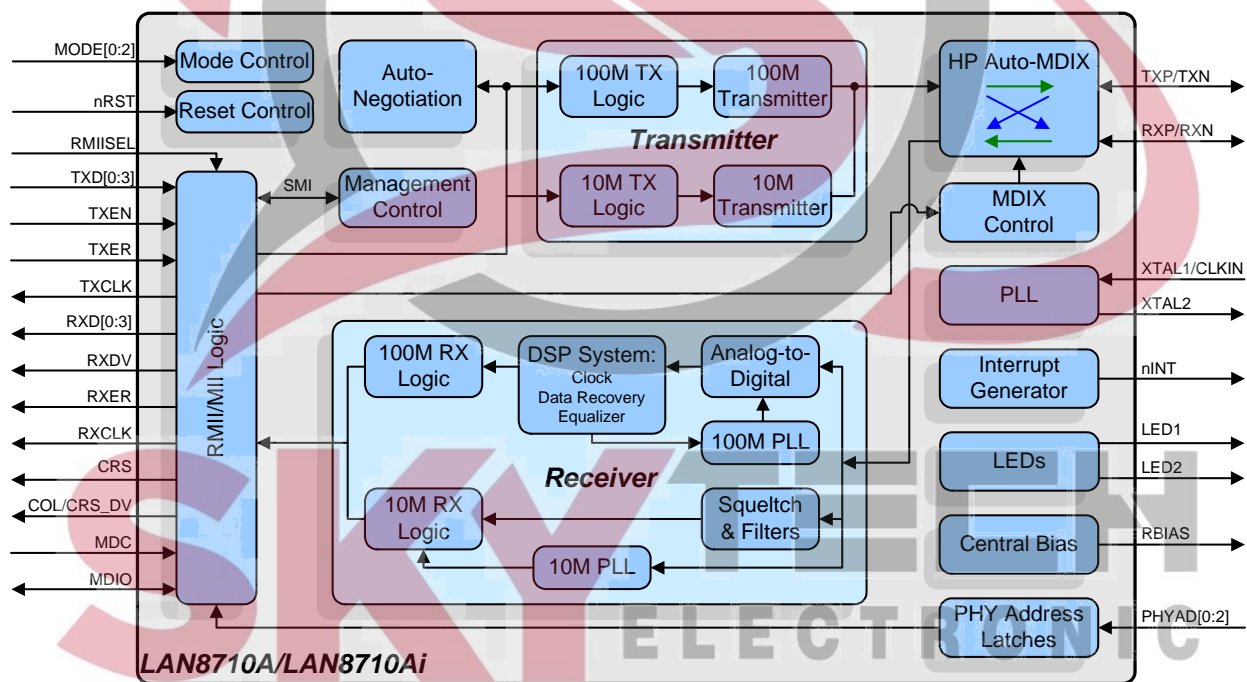 MODE[0:2]
nRST
RMIISEL
TXD[0:3]
TXEN
TXER
TXCLK
RXD[0:3]
RXDV
RXER
RXCLK
CRS
COL/CRS_DV
MDC
MDIO
Mode Control
Reset Control
RMII/MII Logic
SMI
Auto-
Negotiation
Management
Control
100M TX
Logic
100M
Transmitter
Transmitter
10M TX
Logic
10M
Transmitter
HP Auto-MDIX
MDIX
Control
PLL
Interrupt
Generator
LEDs
Central Bias
PHY Address
Latches
TXP/TXN
RXP/RXN
XTAL1/CLKIN
XTAL2
nINT
LED1
LED2
RBIAS
PHYAD[0:2]
100M RX
Logic
DSP System:
Clock
Data Recovery
Equalizer
Analog-to-
Digital
100M PLL
Receiver
10M RX
Logic
Squeltch
& Filters
10M PLL
LAN8710A/LAN8710Ai
SKY TECH
ELECTRONIC